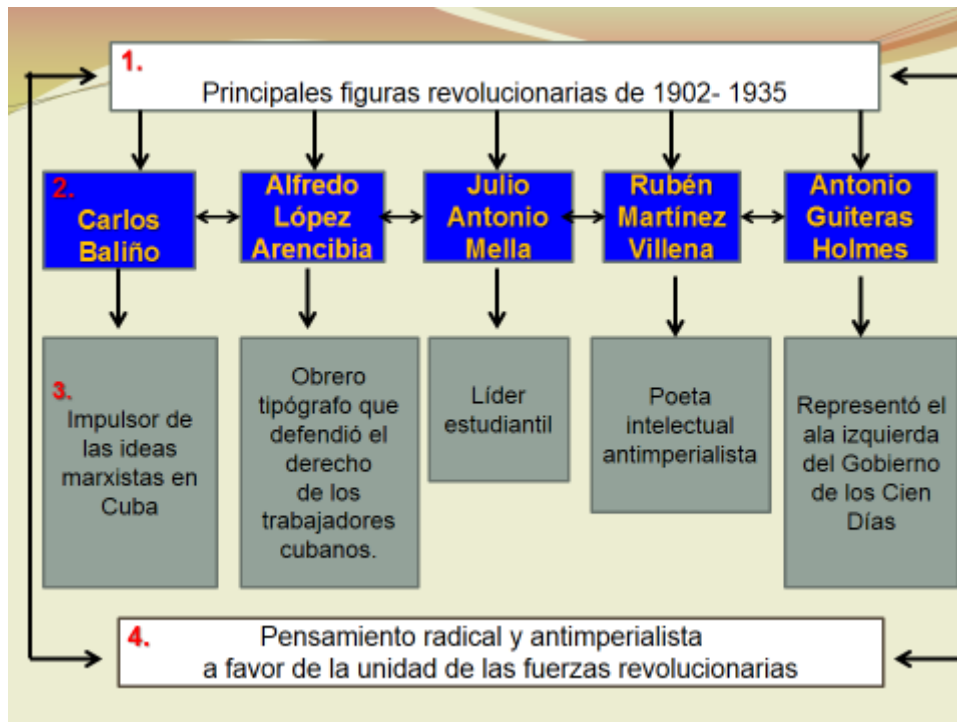 1.
Principales figuras revolucionarias de 1902- 1935
2.
Carlos
Baliño
Alfredo
López
Arencibia
Julio
Antonio
Mella
Rubén
Martínez
Villena
Antonio
Guiteras
Holmes
3.
Impulsor de
las ideas
marxistas en
Cuba
Obrero
tipógrafo que
defendió el
derecho
de los
trabajadores
cubanos.
Líder
estudiantil
Poeta
intelectual
antimperialista
Representó el
ala izquierda
del Gobierno
de los Cien
Días
4.
Pensamiento radical y antimperialista
a favor de la unidad de las fuerzas revolucionarias